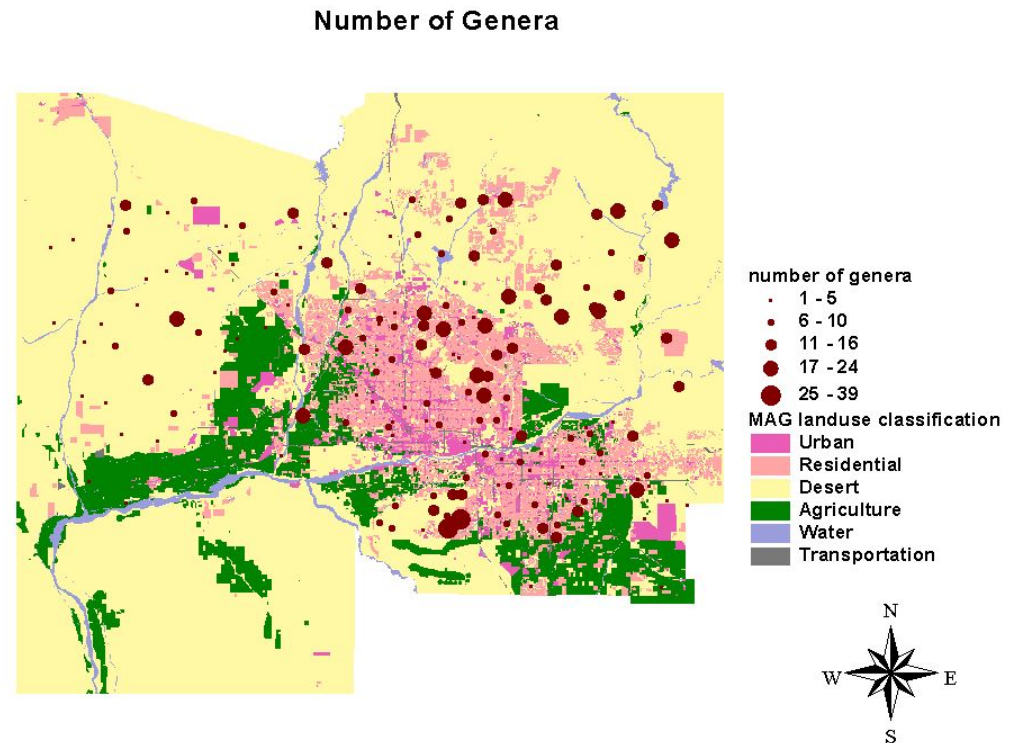 Number of Genera
number of genera
1 - 5
6 - 10
11 - 16
17 - 24
25 - 39
MAG landuse classification
Urban
Residential
Desert
Agriculture
Water
Transportation
N
W E
S